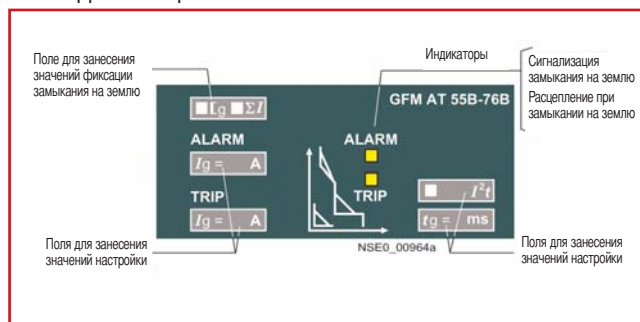 Поле для занесения
значений фиксации
замыкания на землю
Индикаторы
Сигнализация
замыкания на землю
Расцепление при
замыкании на землю
GFM AT 55B-76B
ΣI
ALARM
Ig = A
TRIP
Ig = A
ALARM
TRIP
I²t
tg = ms
NSE0_00964a
Поля для занесения
значений настройки
Поля для занесения
значений настройки